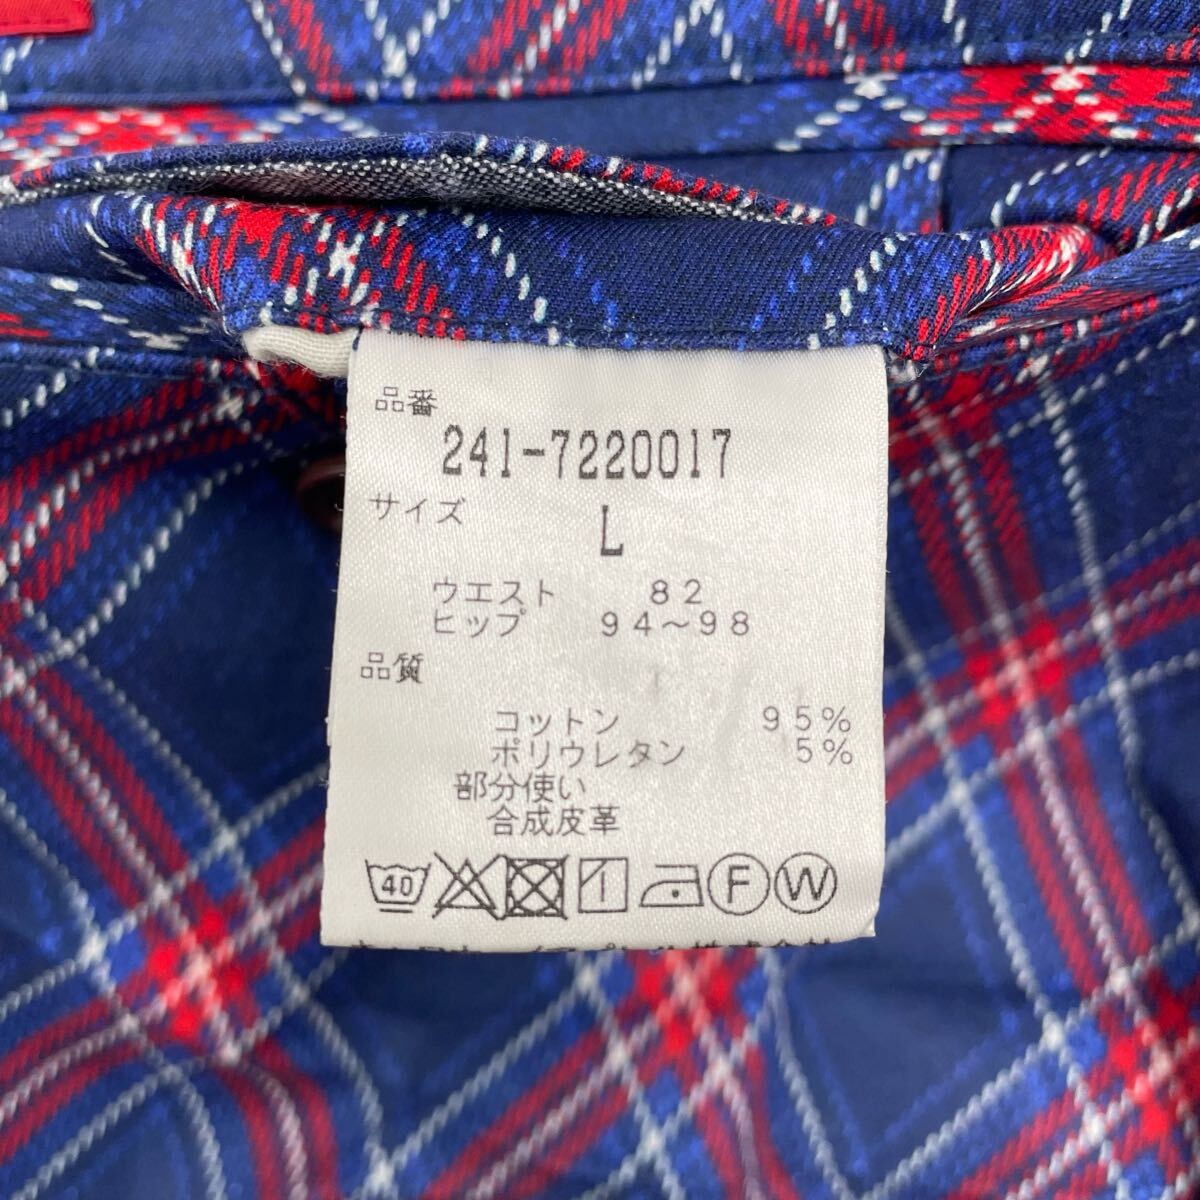 品番
241-7220017
サイズ
L
ウエスト 82
ヒップ 94～98
品質
コットン 95%
ポリウレタン 5%
部分使い
合成皮革
40 F W